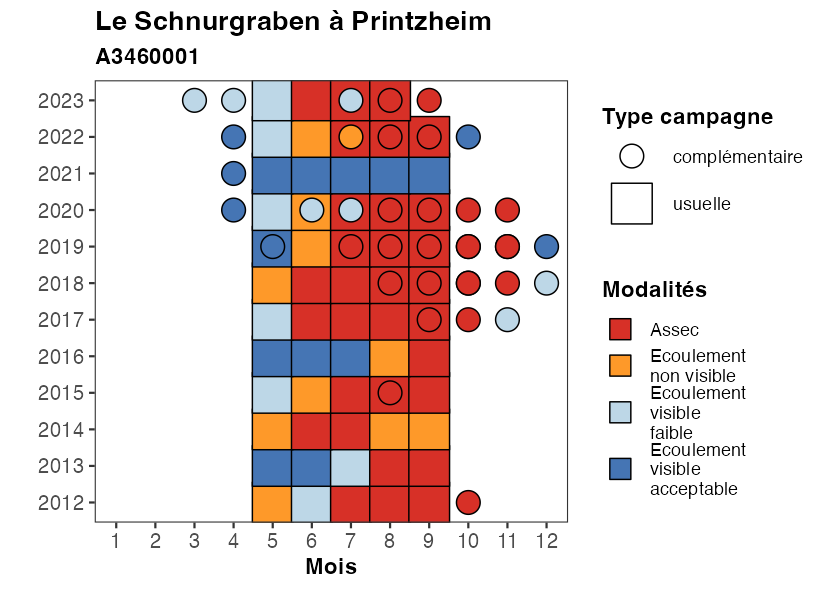 Le Schnurgraben à Printzheim
A3460001
2023
2022
2021
2020
2019
2018
2017
2016
2015
2014
2013
2012
1 2 3 4 5 6 7 8 9 10 11 12
Mois
Type campagne
complémentaire
usuelle
Modalités
Assec
Ecoulement
non visible
Ecoulement
visible
faible
Ecoulement
visible
acceptable